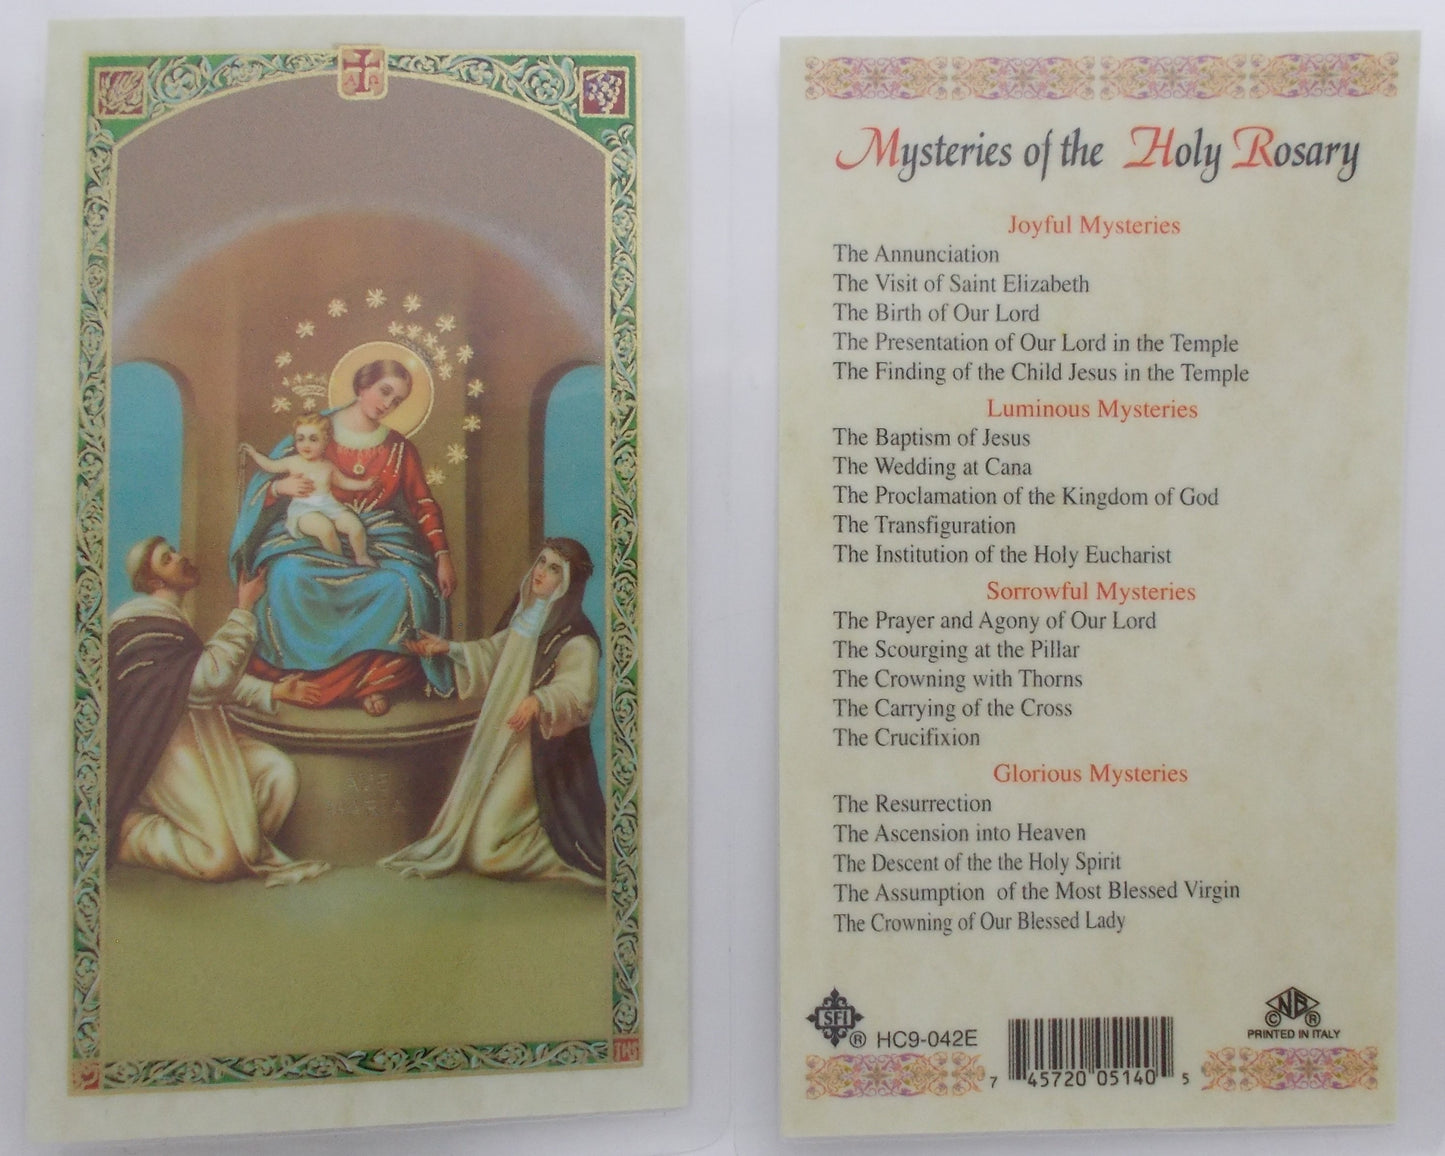 A Ω
AVE
MARIA
IHS
Mysteries of the Holy Rosary
Joyful Mysteries
The Annunciation
The Visit of Saint Elizabeth
The Birth of Our Lord
The Presentation of Our Lord in the Temple
The Finding of the Child Jesus in the Temple
Luminous Mysteries
The Baptism of Jesus
The Wedding at Cana
The Proclamation of the Kingdom of God
The Transfiguration
The Institution of the Holy Eucharist
Sorrowful Mysteries
The Prayer and Agony of Our Lord
The Scourging at the Pillar
The Crowning with Thorns
The Carrying of the Cross
The Crucifixion
Glorious Mysteries
The Resurrection
The Ascension into Heaven
The Descent of the the Holy Spirit
The Assumption of the Most Blessed Virgin
The Crowning of Our Blessed Lady
SFI ® HC9-042E
7 45720 05140 5
NB
© ®
PRINTED IN ITALY